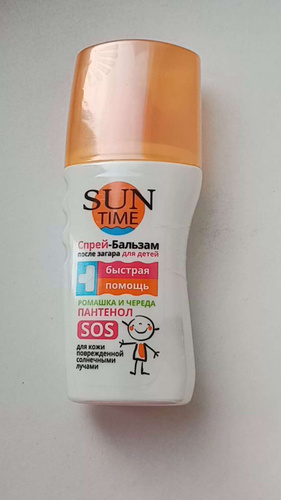 SUN
TIME
Спрей-Бальзам
после загара для детей
быстрая
помощь
РОМАШКА И ЧЕРЕДА
ПАНТЕНОЛ
SOS
для кожи
поврежденной
солнечными
лучами